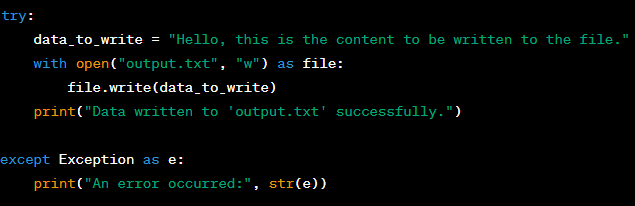 try:
    data_to_write = "Hello, this is the content to be written to the file."
    with open("output.txt", "w") as file:
        file.write(data_to_write)
    print("Data written to 'output.txt' successfully.")
except Exception as e:
    print("An error occurred:", str(e))